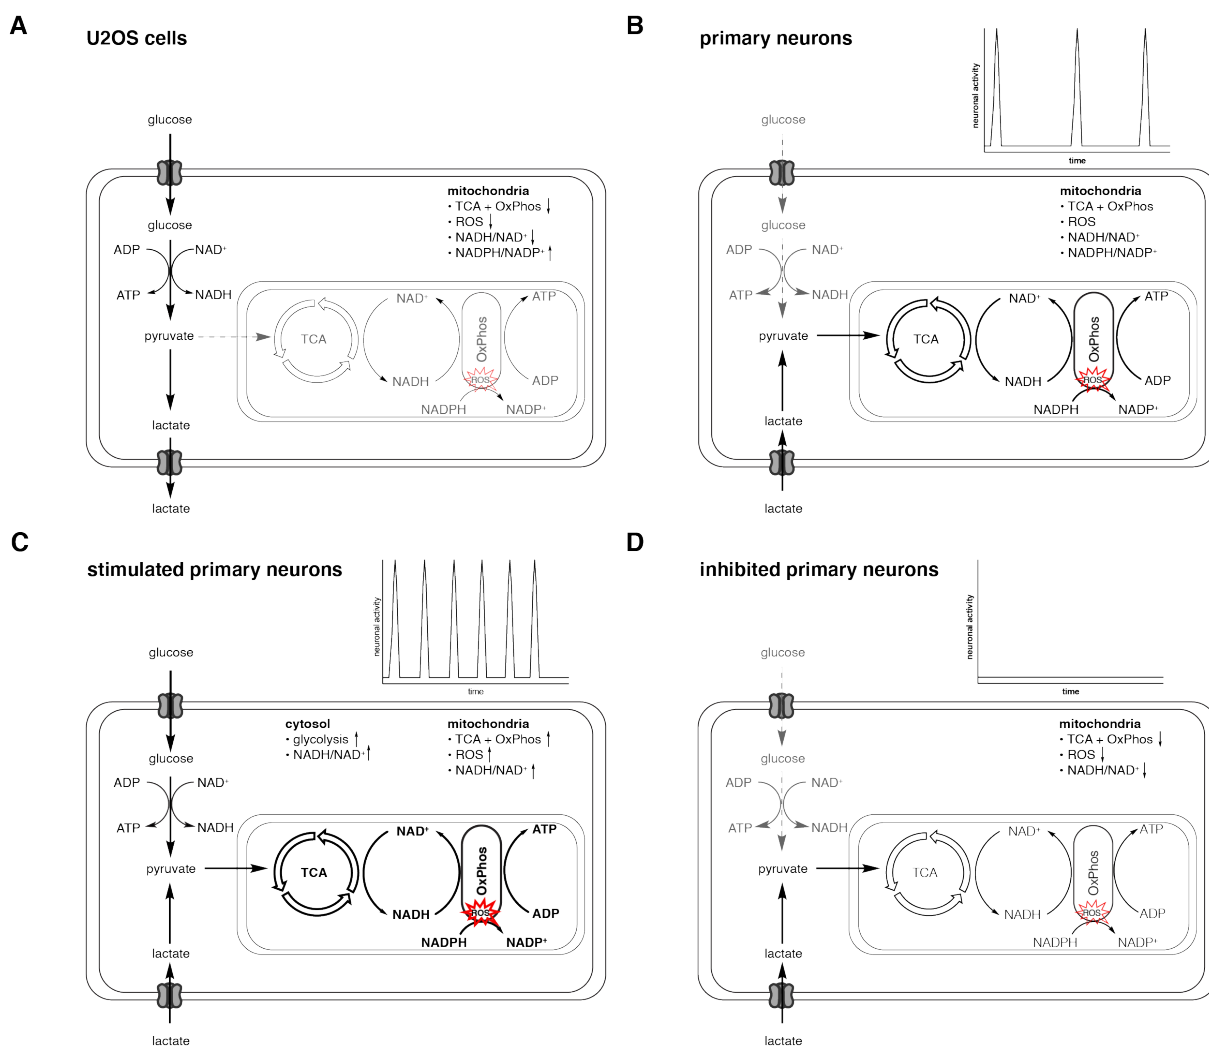 A
U2OS cells
glucose
glucose
ADP
NAD⁺
ATP
NADH
pyruvate
lactate
lactate
mitochondria
• TCA + OxPhos ↓
• ROS ↓
• NADH/NAD⁺ ↓
• NADPH/NADP⁺ ↑
TCA
NAD⁺
NADH
OxPhos
ROS
NADPH
NADP⁺
ATP
ADP
B
primary neurons
neuronal activity
time
glucose
glucose
ADP
NAD⁺
ATP
NADH
pyruvate
lactate
lactate
mitochondria
• TCA + OxPhos
• ROS
• NADH/NAD⁺
• NADPH/NADP⁺
TCA
NAD⁺
NADH
OxPhos
ROS
NADPH
NADP⁺
ATP
ADP
C
stimulated primary neurons
neuronal activity
time
glucose
glucose
ADP
NAD⁺
ATP
NADH
pyruvate
lactate
lactate
cytosol
• glycolysis ↑
• NADH/NAD⁺ ↑
mitochondria
• TCA + OxPhos ↑
• ROS ↑
• NADH/NAD⁺ ↑
TCA
NAD⁺
NADH
OxPhos
ROS
NADPH
NADP⁺
ATP
ADP
D
inhibited primary neurons
neuronal activity
time
glucose
glucose
ADP
NAD⁺
ATP
NADH
pyruvate
lactate
lactate
mitochondria
• TCA + OxPhos ↓
• ROS ↓
• NADH/NAD⁺ ↓
TCA
NAD⁺
NADH
OxPhos
ROS
NADPH
NADP⁺
ATP
ADP